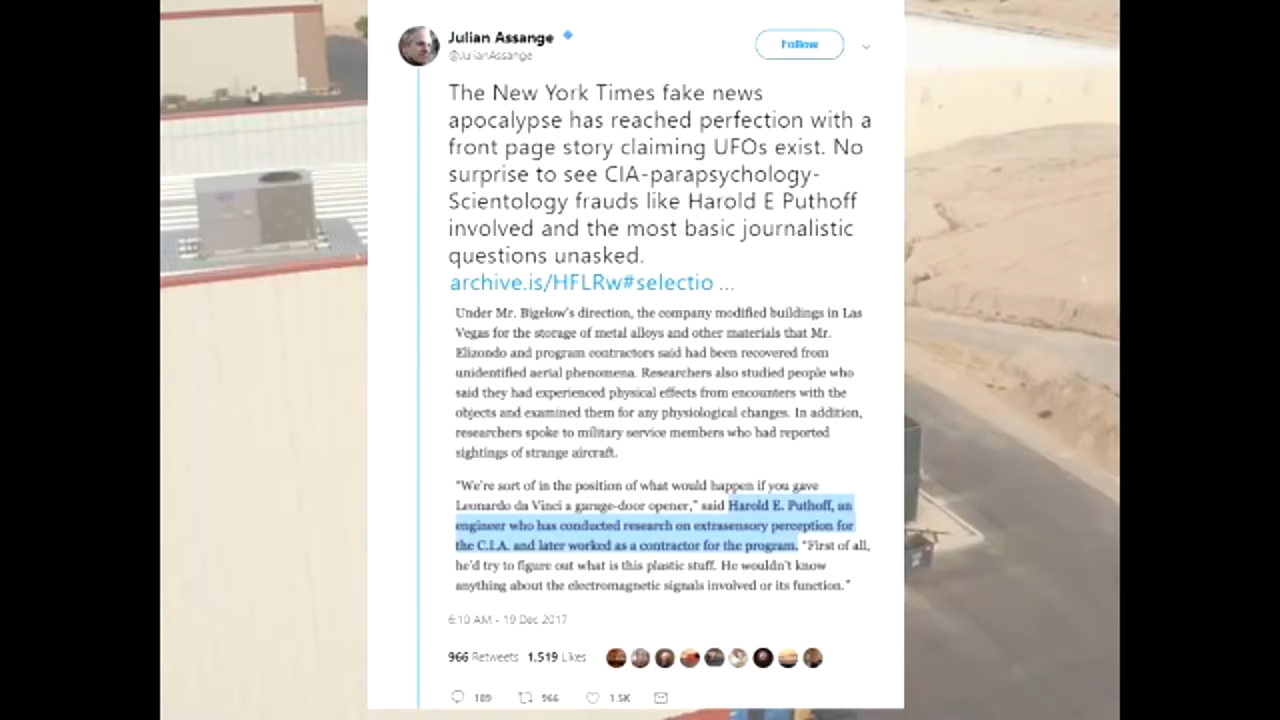 Julian Assange
@JulianAssange
Follow
The New York Times fake news
apocalypse has reached perfection with a
front page story claiming UFOs exist. No
surprise to see CIA-parapsychology-
Scientology frauds like Harold E Puthoff
involved and the most basic journalistic
questions unasked.
archive.is/HFLRw#selectio ...
Under Mr. Bigelow's direction, the company modified buildings in Las
Vegas for the storage of metal alloys and other materials that Mr.
Elizondo and program contractors said had been recovered from
unidentified aerial phenomena. Researchers also studied people who
said they had experienced physical effects from encounters with the
objects and examined them for any physiological changes. In addition,
researchers spoke to military service members who had reported
sightings of strange aircraft.
“We're sort of in the position of what would happen if you gave
Leonardo da Vinci a garage-door opener,” said Harold E. Puthoff, an
engineer who has conducted research on extrasensory perception for
the C.I.A. and later worked as a contractor for the program. “First of all,
he'd try to figure out what is this plastic stuff. He wouldn't know
anything about the electromagnetic signals involved or its function.”
6:10 AM - 19 Dec 2017
966 Retweets 1,519 Likes
189 966 1.5K